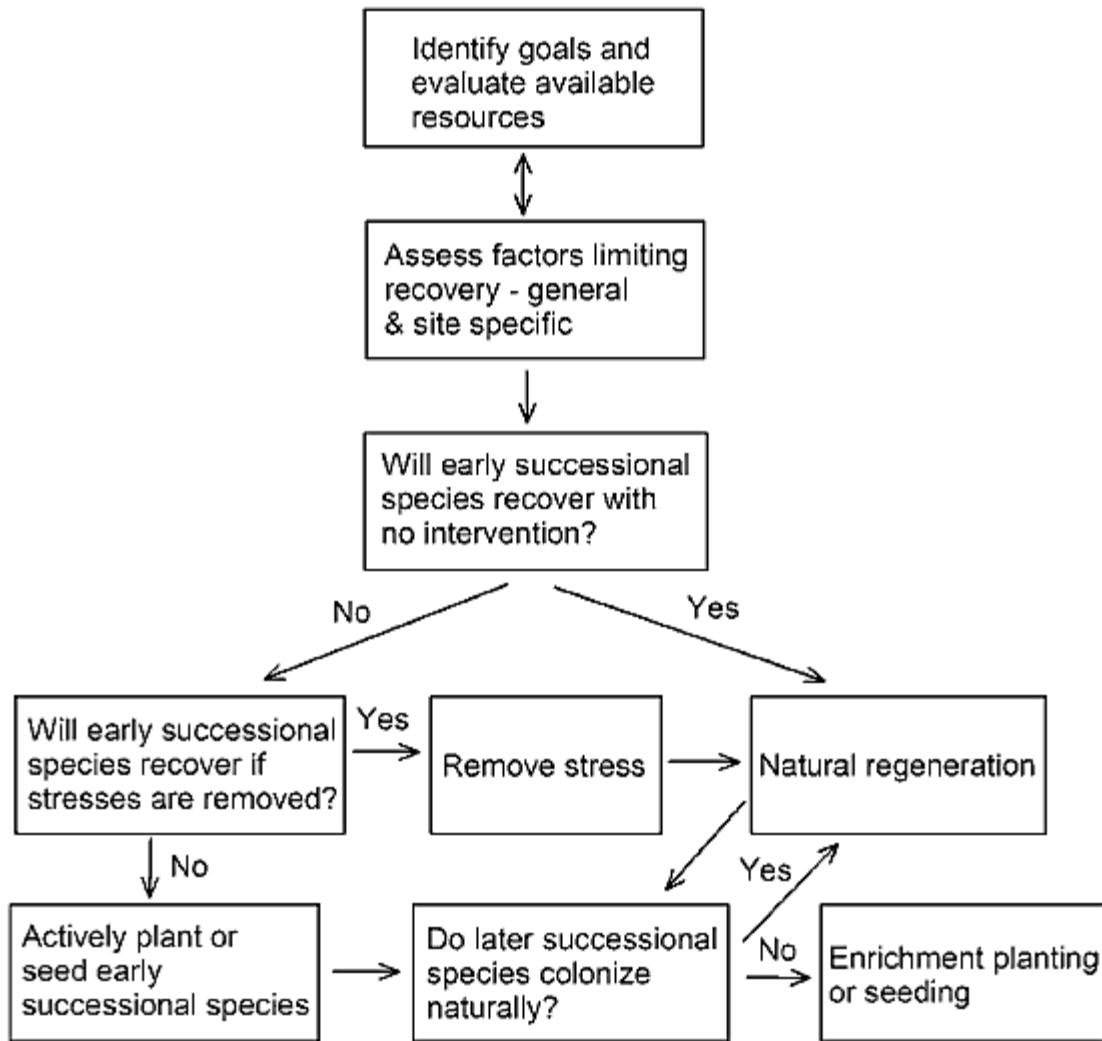 Identify goals and
evaluate available
resources
Assess factors limiting
recovery - general
& site specific
Will early successional
species recover with
no intervention?
No
Yes
Will early successional
species recover if
stresses are removed?
Yes
Remove stress
Natural regeneration
No
Yes
Actively plant or
seed early
successional species
Do later successional
species colonize
naturally?
No
Enrichment planting
or seeding